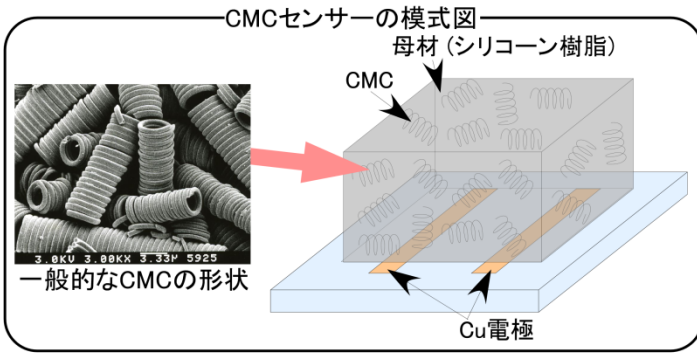 CMCセンサーの模式図
母材(シリコーン樹脂)
CMC
3.0KV 3.00KX 3.33μ 5925
一般的なCMCの形状
Cu電極